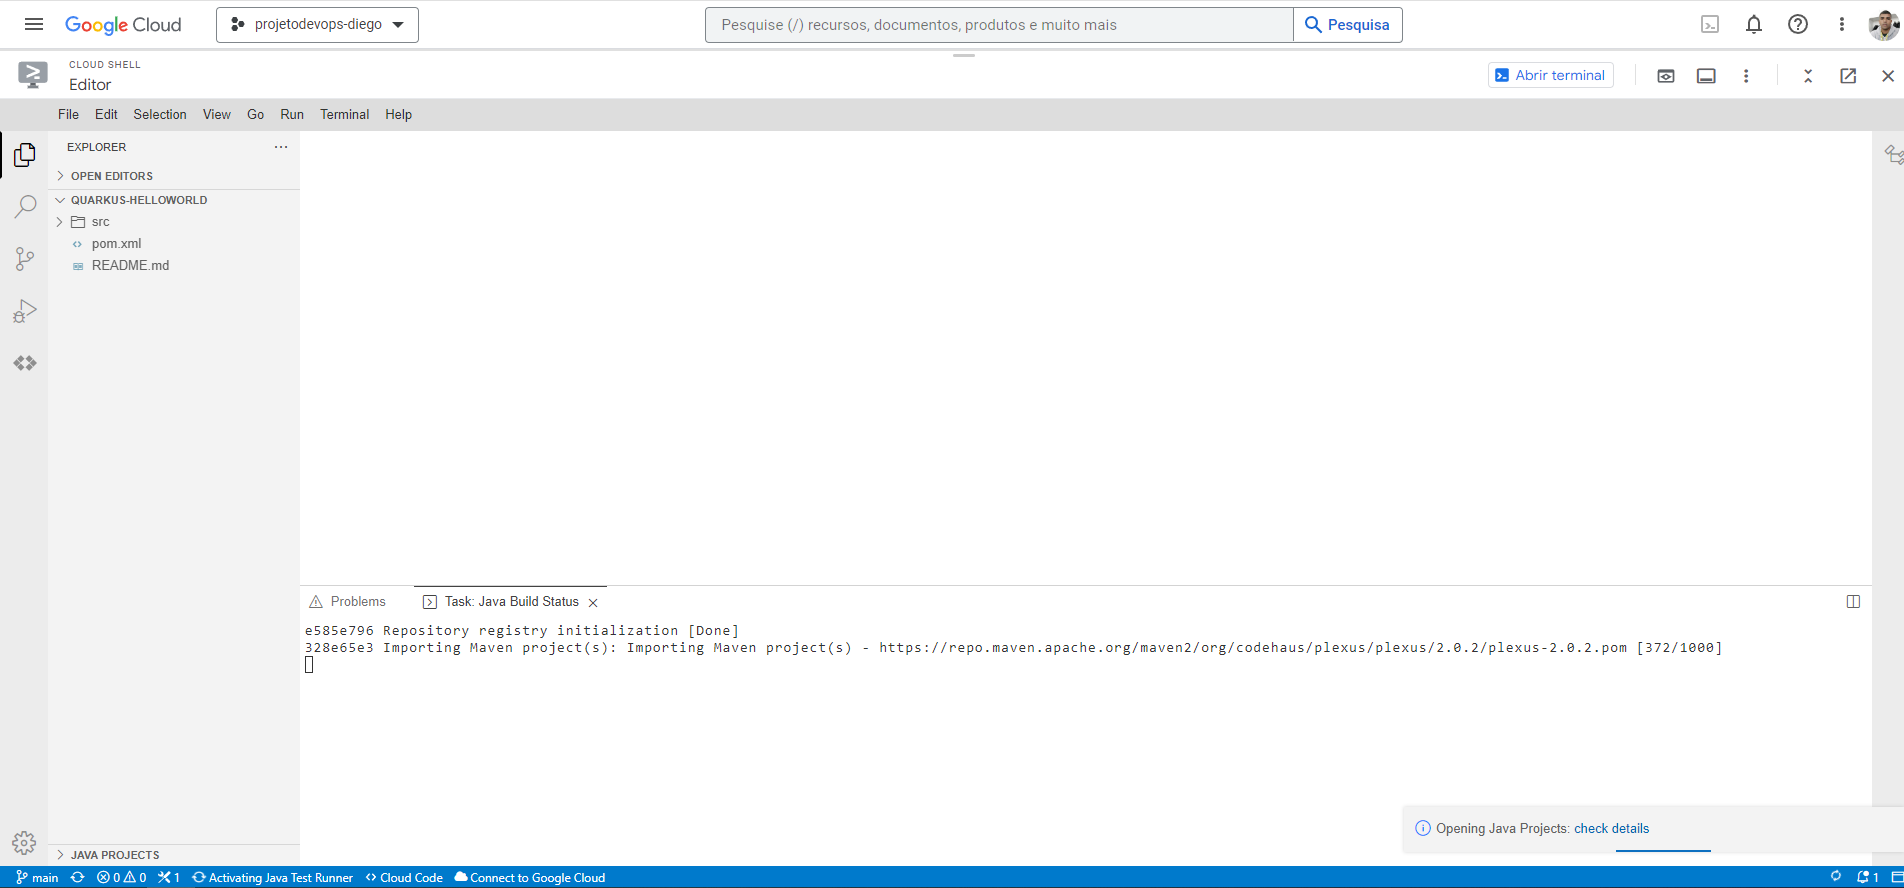 Google Cloud
projetodevops-diego
Pesquise (/) recursos, documentos, produtos e muito mais
Pesquisa
CLOUD SHELL
Editor
Abrir terminal
File Edit Selection View Go Run Terminal Help
EXPLORER
OPEN EDITORS
QUARKUS-HELLOWORLD
src
pom.xml
README.md
Problems
Task: Java Build Status
e585e796 Repository registry initialization [Done]
328e65e3 Importing Maven project(s): Importing Maven project(s) - https://repo.maven.apache.org/maven2/org/codehaus/plexus/plexus/2.0.2/plexus-2.0.2.pom [372/1000]
Opening Java Projects: check details
JAVA PROJECTS
main 0 0 1 Activating Java Test Runner Cloud Code Connect to Google Cloud 1